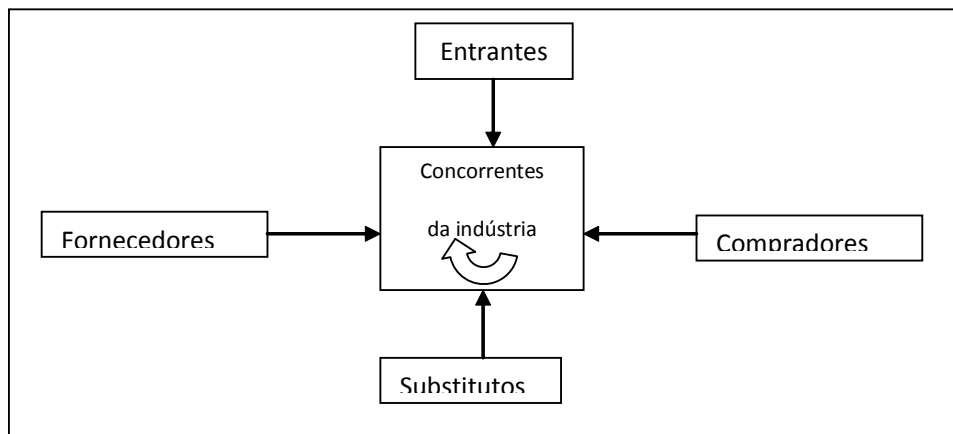 Entrantes
Concorrentes
da indústria
Fornecedores
Compradores
Substitutos